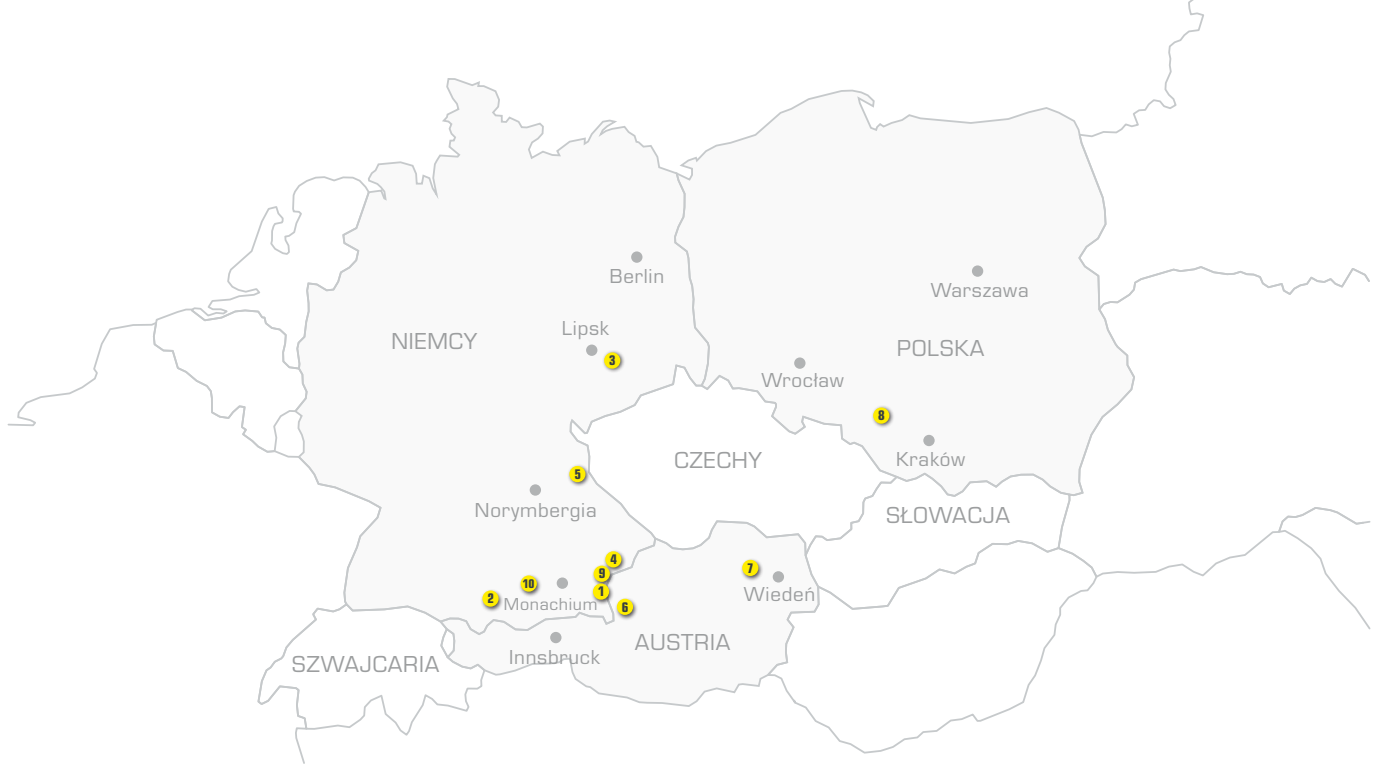 Berlin
Warszawa
Lipsk
NIEMCY
POLSKA
3
Wrocław
8
Kraków
CZECHY
5
Norymbergia
SŁOWACJA
4
9
7
10
1
Wiedeń
2
Monachium
6
AUSTRIA
Innsbruck
SZWAJCARIA